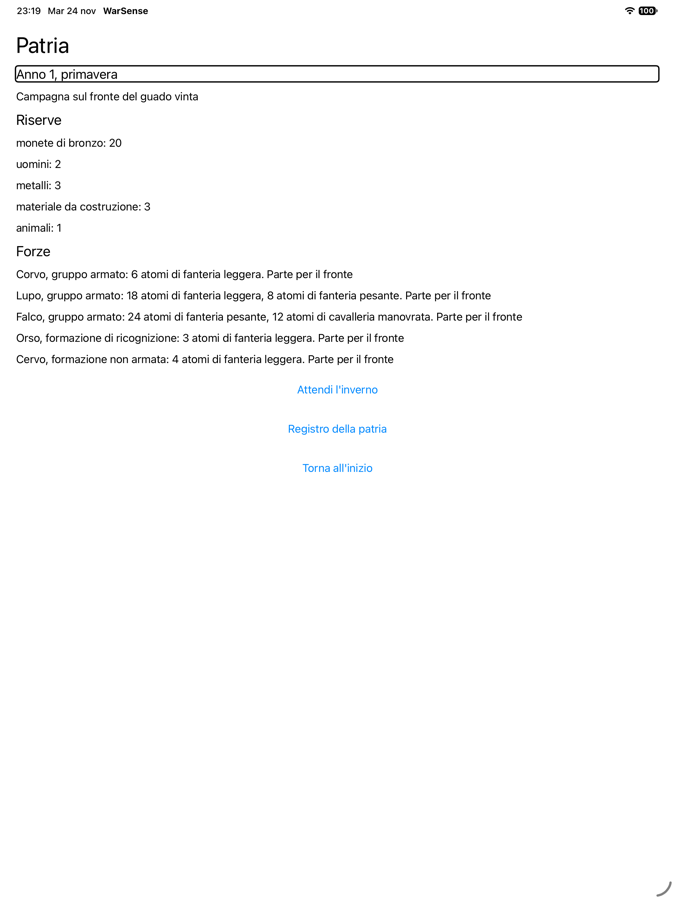 23:19 Mar 24 nov WarSense
100
Patria
Anno 1, primavera
Campagna sul fronte del guado vinta
Riserve
monete di bronzo: 20
uomini: 2
metalli: 3
materiale da costruzione: 3
animali: 1
Forze
Corvo, gruppo armato: 6 atomi di fanteria leggera. Parte per il fronte
Lupo, gruppo armato: 18 atomi di fanteria leggera, 8 atomi di fanteria pesante. Parte per il fronte
Falco, gruppo armato: 24 atomi di fanteria pesante, 12 atomi di cavalleria manovrata. Parte per il fronte
Orso, formazione di ricognizione: 3 atomi di fanteria leggera. Parte per il fronte
Cervo, formazione non armata: 4 atomi di fanteria leggera. Parte per il fronte
Attendi l'inverno
Registro della patria
Torna all'inizio